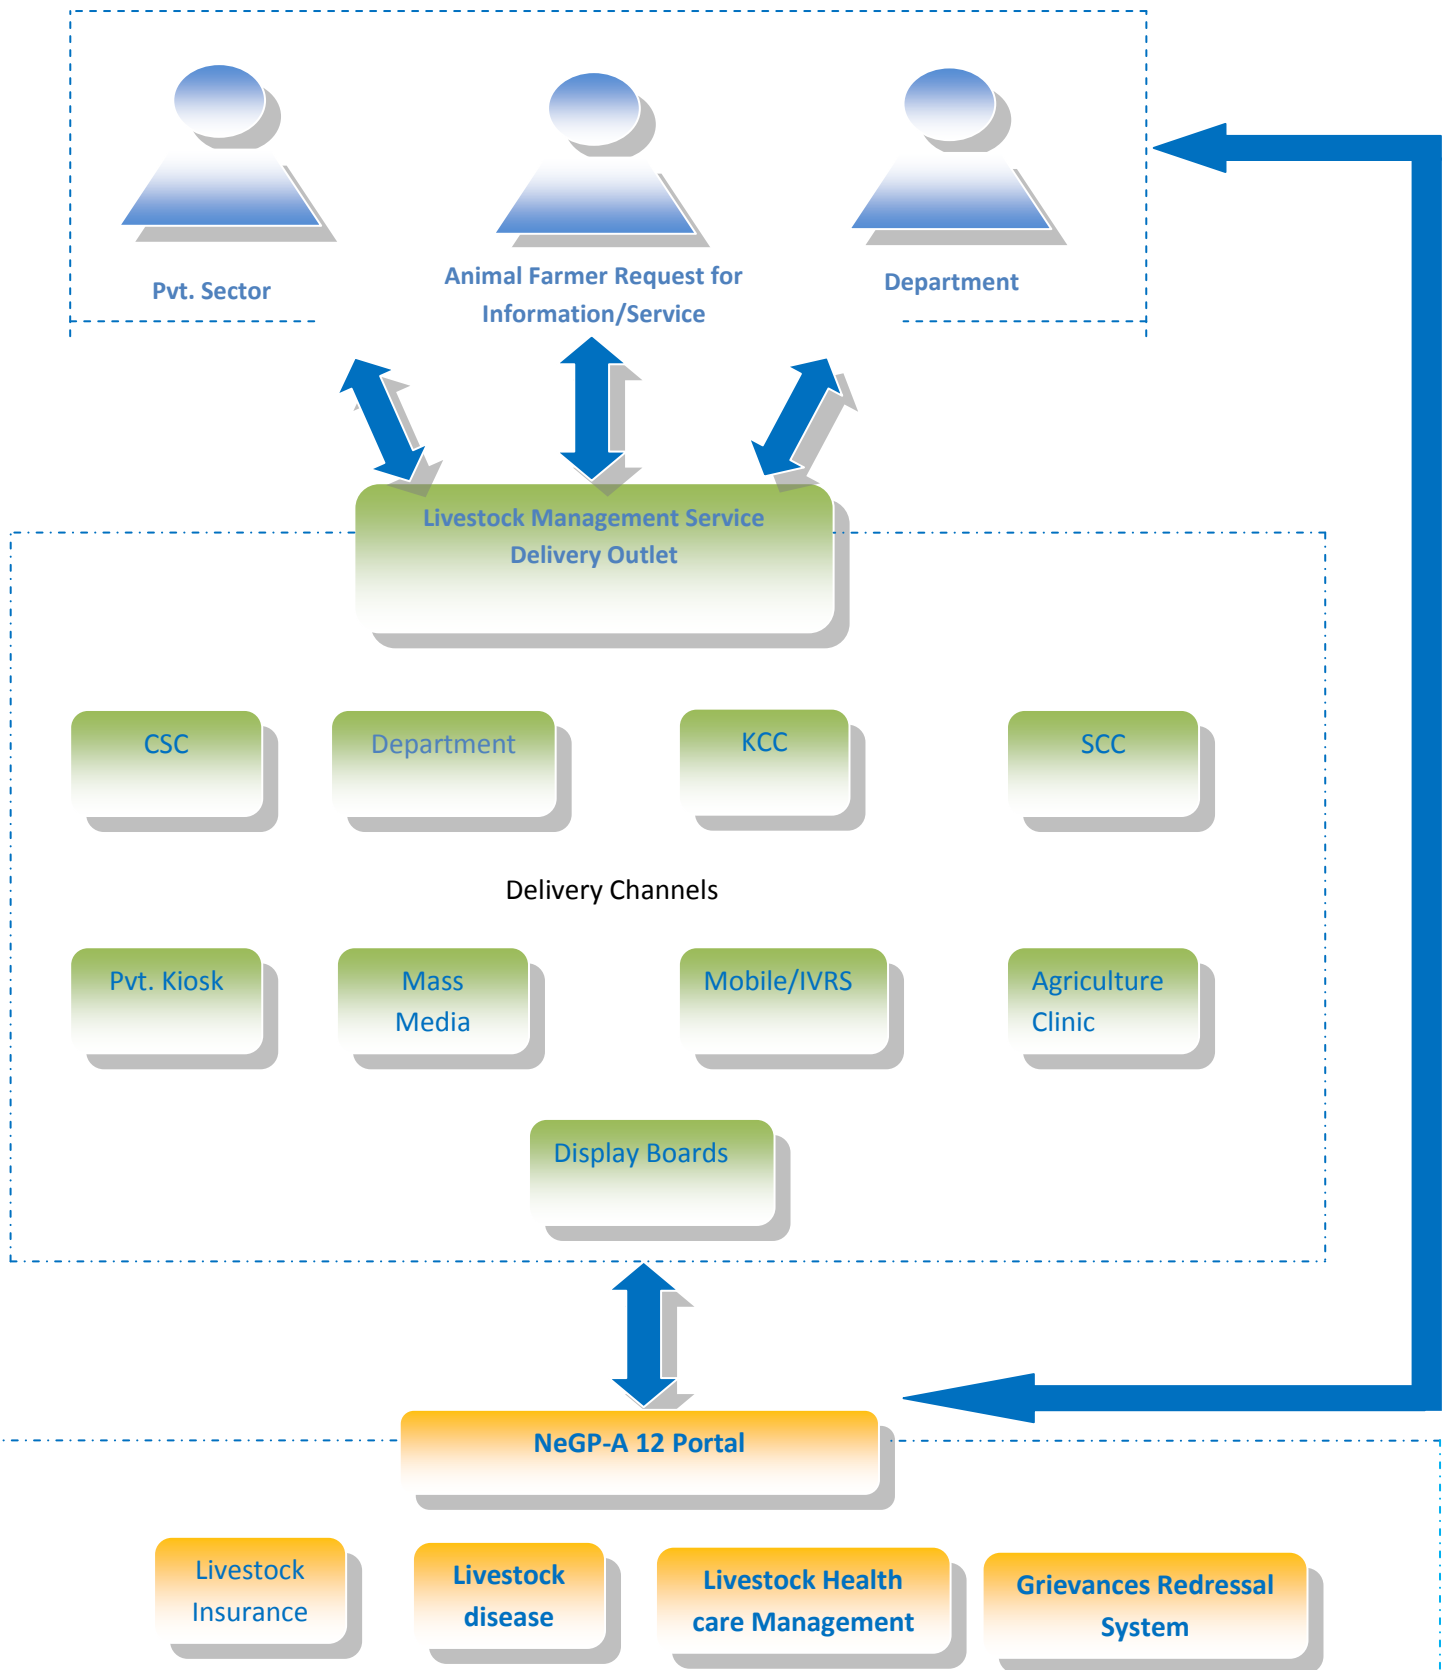 Pvt. Sector
Animal Farmer Request for
Information/Service
Department
Livestock Management Service
Delivery Outlet
CSC
Department
KCC
SCC
Delivery Channels
Pvt. Kiosk
Mass
Media
Mobile/IVRS
Agriculture
Clinic
Display Boards
NeGP-A 12 Portal
Livestock
Insurance
Livestock
disease
Livestock Health
care Management
Grievances Redressal
System